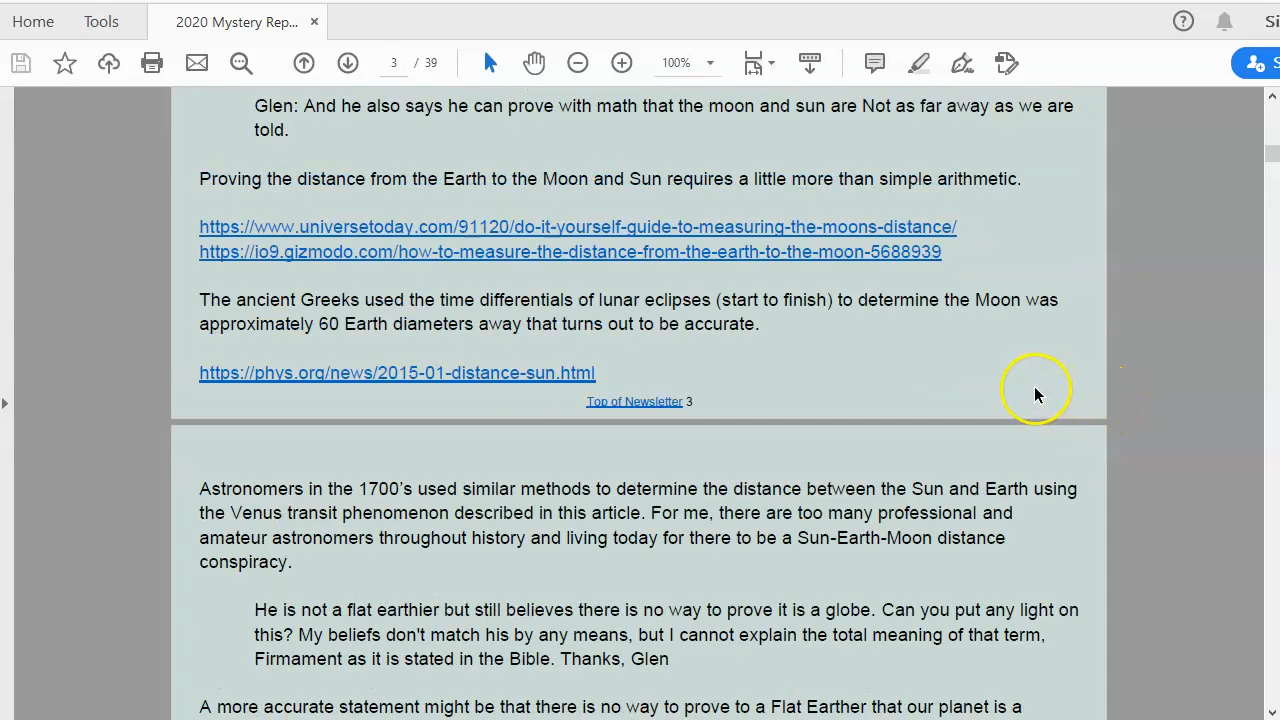 Home Tools 2020 Mystery Rep... ×
3 / 39 100%
Glen: And he also says he can prove with math that the moon and sun are Not as far away as we are
told.
Proving the distance from the Earth to the Moon and Sun requires a little more than simple arithmetic.
https://www.universetoday.com/91120/do-it-yourself-guide-to-measuring-the-moons-distance/
https://io9.gizmodo.com/how-to-measure-the-distance-from-the-earth-to-the-moon-5688939
The ancient Greeks used the time differentials of lunar eclipses (start to finish) to determine the Moon was
approximately 60 Earth diameters away that turns out to be accurate.
https://phys.org/news/2015-01-distance-sun.html
Top of Newsletter 3
Astronomers in the 1700's used similar methods to determine the distance between the Sun and Earth using
the Venus transit phenomenon described in this article. For me, there are too many professional and
amateur astronomers throughout history and living today for there to be a Sun-Earth-Moon distance
conspiracy.
He is not a flat earthier but still believes there is no way to prove it is a globe. Can you put any light on
this? My beliefs don't match his by any means, but I cannot explain the total meaning of that term,
Firmament as it is stated in the Bible. Thanks, Glen
A more accurate statement might be that there is no way to prove to a Flat Earther that our planet is a